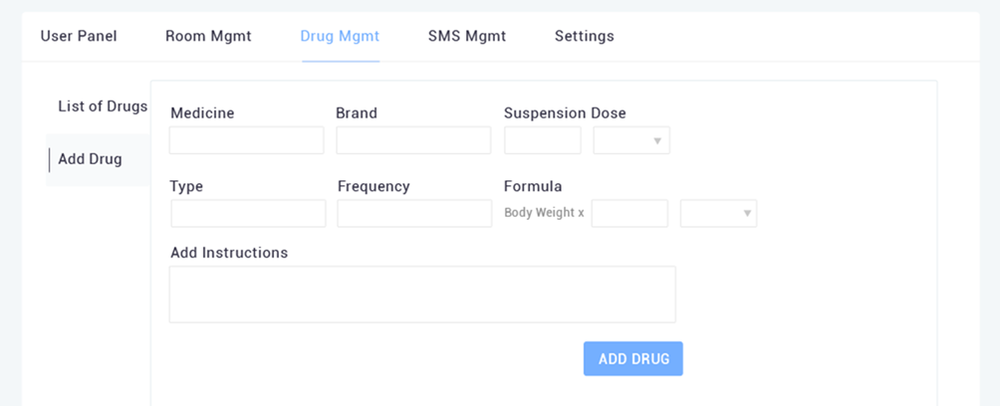 User Panel Room Mgmt Drug Mgmt SMS Mgmt Settings
List of Drugs
Add Drug
Medicine Brand Suspension Dose
Type Frequency Formula
Body Weight x
Add Instructions
ADD DRUG